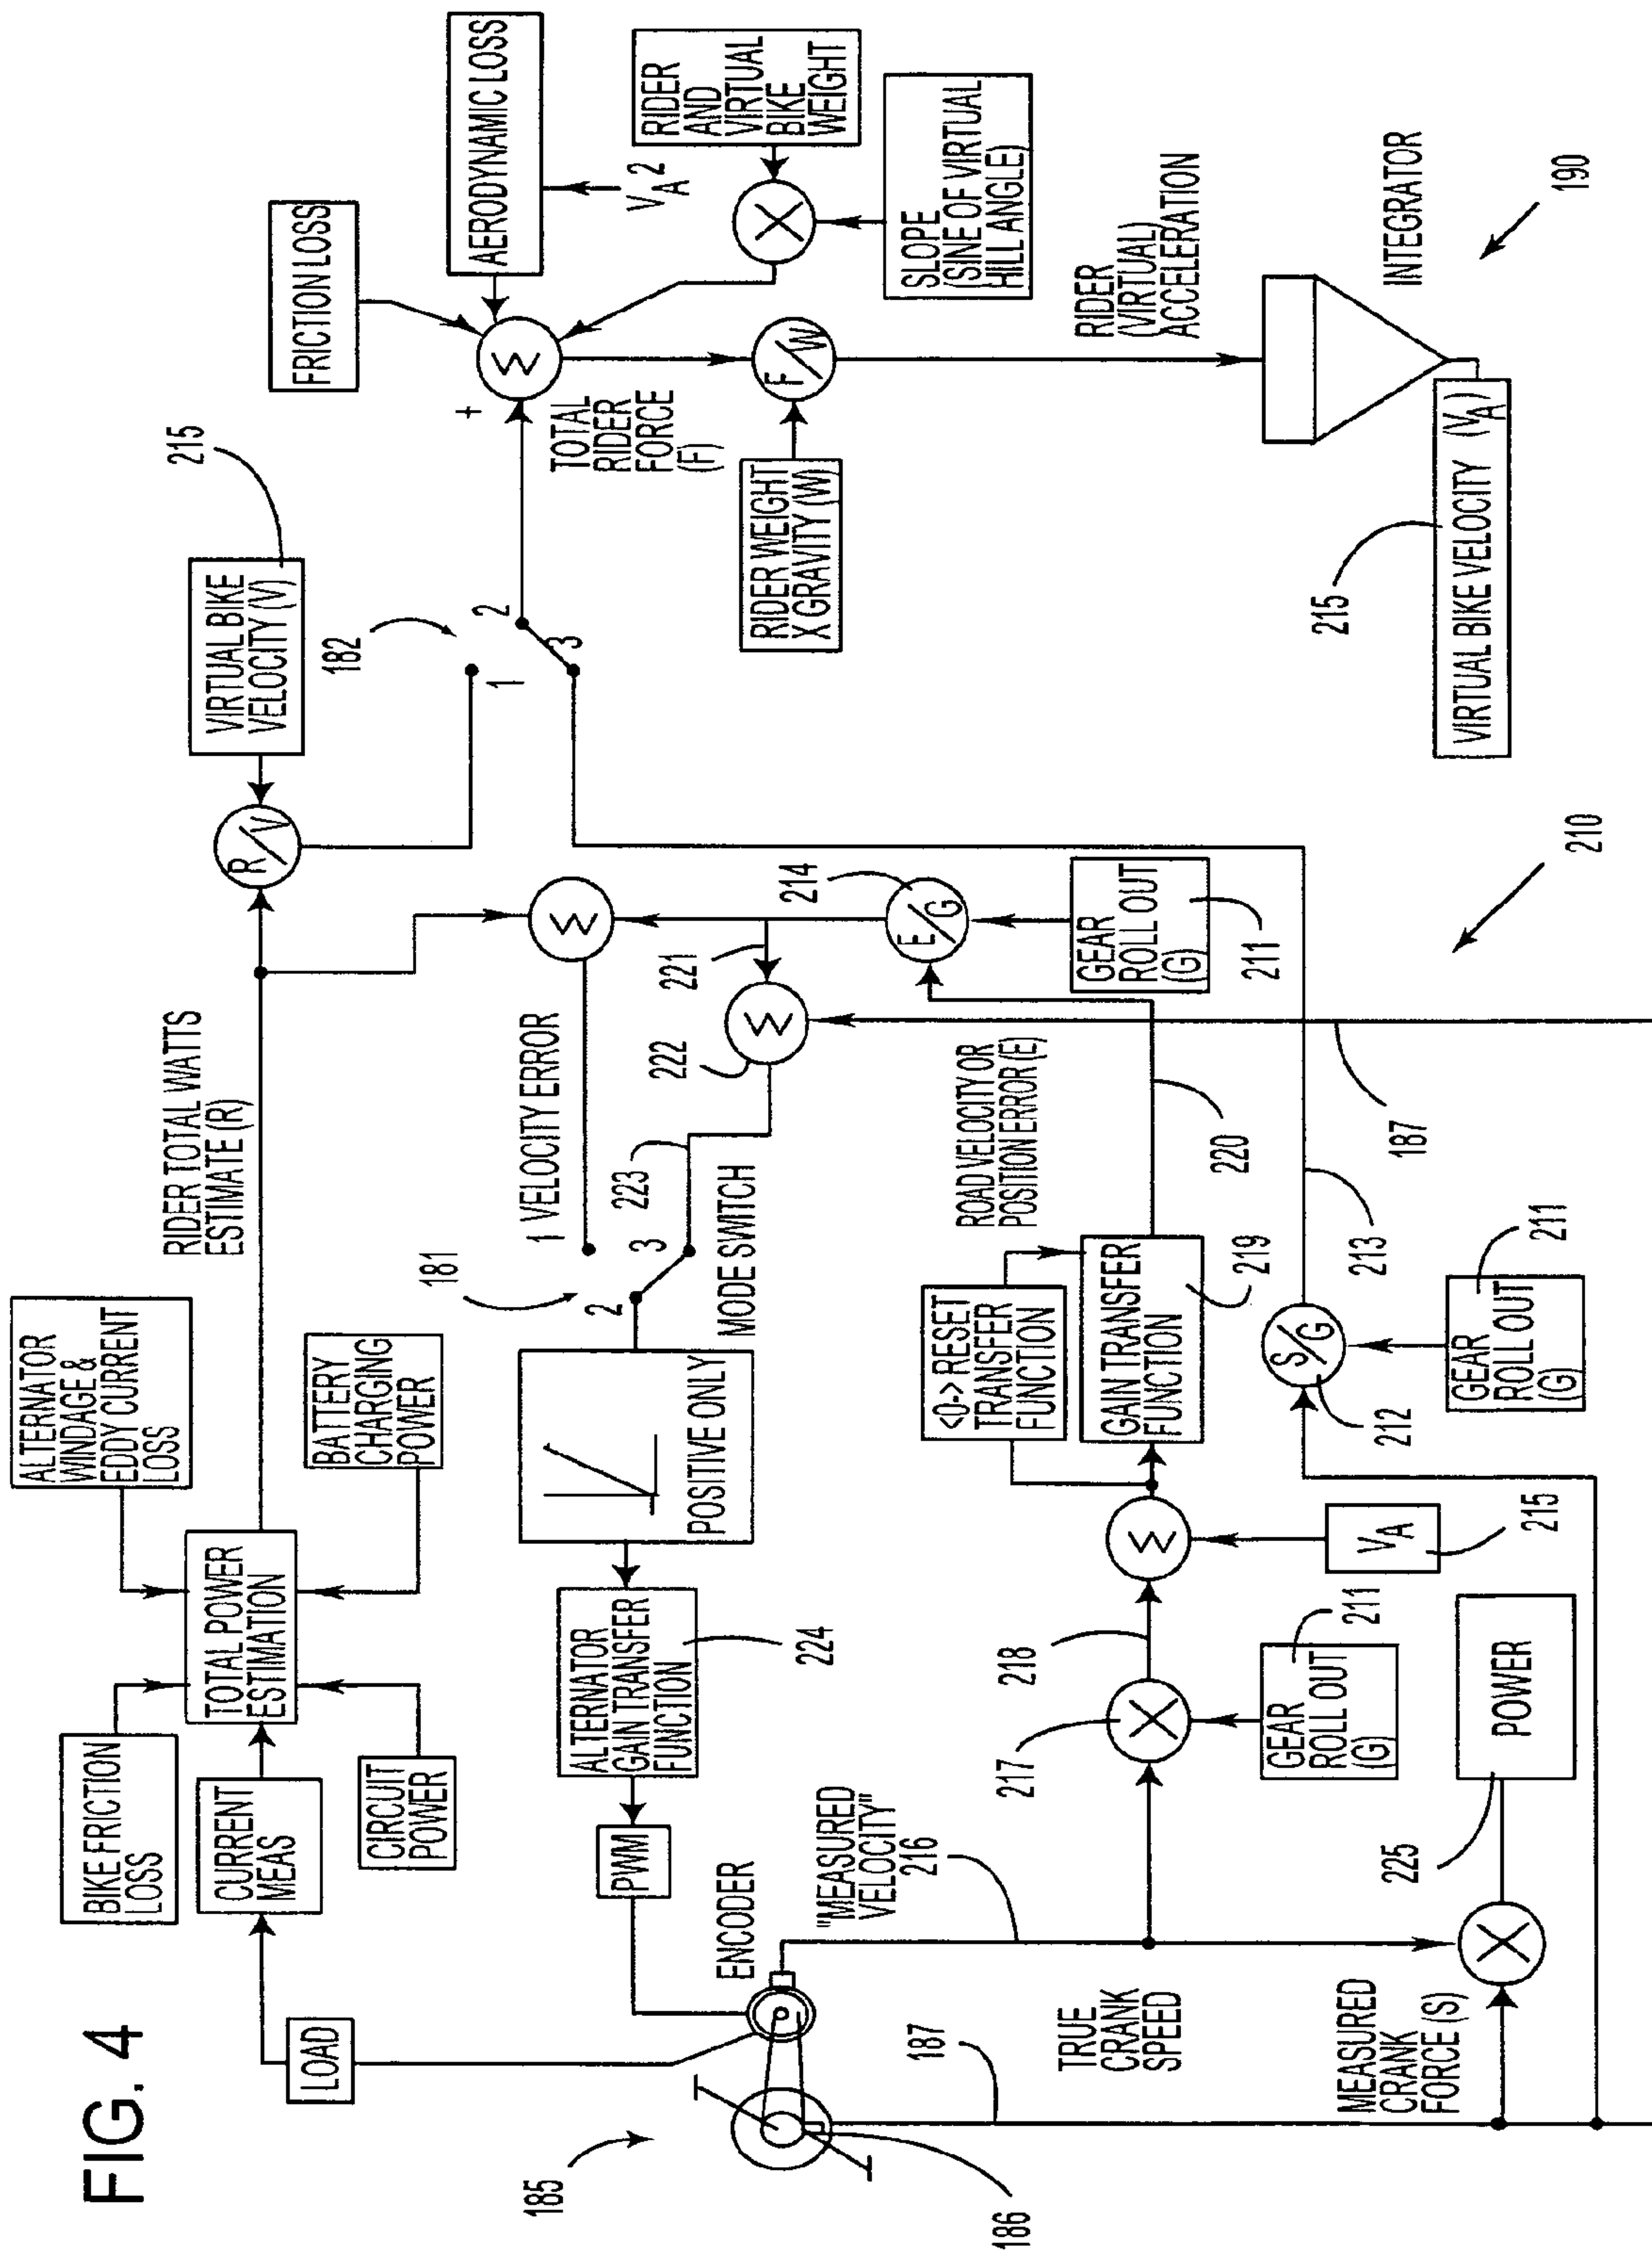 FIG. 4
ALTERNATOR
WINDAGE &
EDDY CURRENT
LOSS
BIKE FRICTION
LOSS
TOTAL POWER
ESTIMATION
CURRENT
MEAS
BATTERY
CHARGING
POWER
CIRCUIT
POWER
LOAD
RIDER TOTAL WATTS
ESTIMATE (R)
R/V
VIRTUAL BIKE
VELOCITY (V)
215
182
1
2
3
FRICTION LOSS
AERODYNAMIC LOSS
V_A^2
RIDER
AND
VIRTUAL
BIKE
WEIGHT
X
SLOPE
(SINE OF VIRTUAL
HILL ANGLE)
Σ
+
TOTAL
RIDER
FORCE
(F)
F/W
RIDER WEIGHT
X GRAVITY (W)
RIDER
(VIRTUAL)
ACCELERATION
INTEGRATOR
190
VIRTUAL BIKE VELOCITY (V_A)
215
181
1 VELOCITY ERROR
2
3
MODE SWITCH
POSITIVE ONLY
ALTERNATOR
GAIN TRANSFER
FUNCTION
224
PWM
ENCODER
Σ
221
Σ
222
223
E/G
214
GEAR
ROLL OUT
(G)
211
ROAD VELOCITY OR
POSITION ERROR (E)
220
187
<0-> RESET
TRANSFER
FUNCTION
GAIN TRANSFER
FUNCTION
219
213
S/G
212
GEAR
ROLL OUT
(G)
211
Σ
V_A
215
218
X
217
GEAR
ROLL OUT
(G)
211
"MEASURED
VELOCITY"
216
TRUE
CRANK
SPEED
POWER
225
X
MEASURED
CRANK
FORCE (S)
185
186
187
210